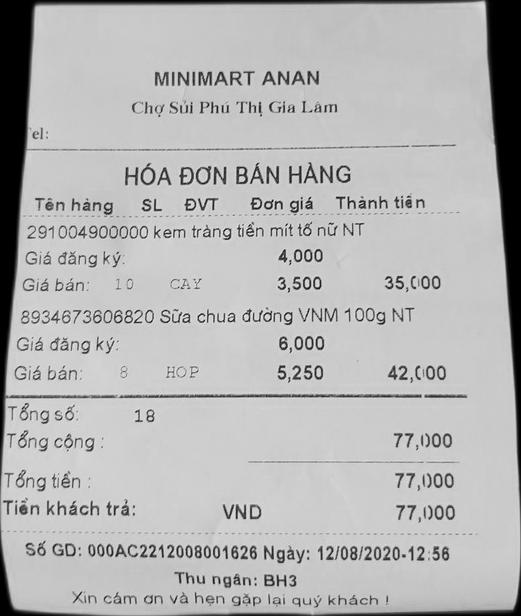 MINIMART ANAN
Chợ Sủi Phú Thị Gia Lâm
Tel:
HÓA ĐƠN BÁN HÀNG
Tên hàng SL ĐVT Đơn giá Thành tiền
291004900000 kem tràng tiền mít tố nữ NT
Giá đăng ký: 4,000
Giá bán: 10 CAY 3,500 35,000
8934673606820 Sữa chua đường VNM 100g NT
Giá đăng ký: 6,000
Giá bán: 8 HOP 5,250 42,000
Tổng số: 18
Tổng cộng : 77,000
Tổng tiền : 77,000
Tiền khách trả: VND 77,000
Số GD: 000AC2212008001626 Ngày: 12/08/2020-12:56
Thu ngân: BH3
Xin cám ơn và hẹn gặp lại quý khách !